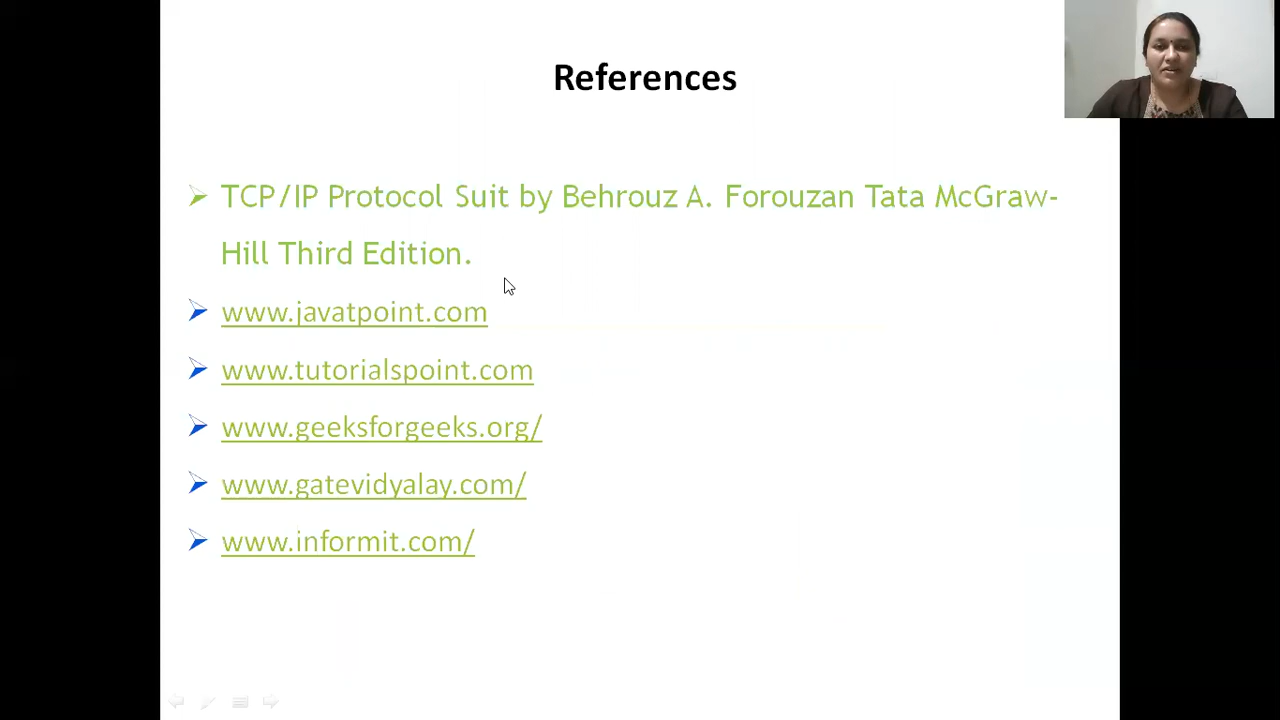 References
TCP/IP Protocol Suit by Behrouz A. Forouzan Tata McGraw-
Hill Third Edition.
www.javatpoint.com
www.tutorialspoint.com
www.geeksforgeeks.org/
www.gatevidyalay.com/
www.informit.com/